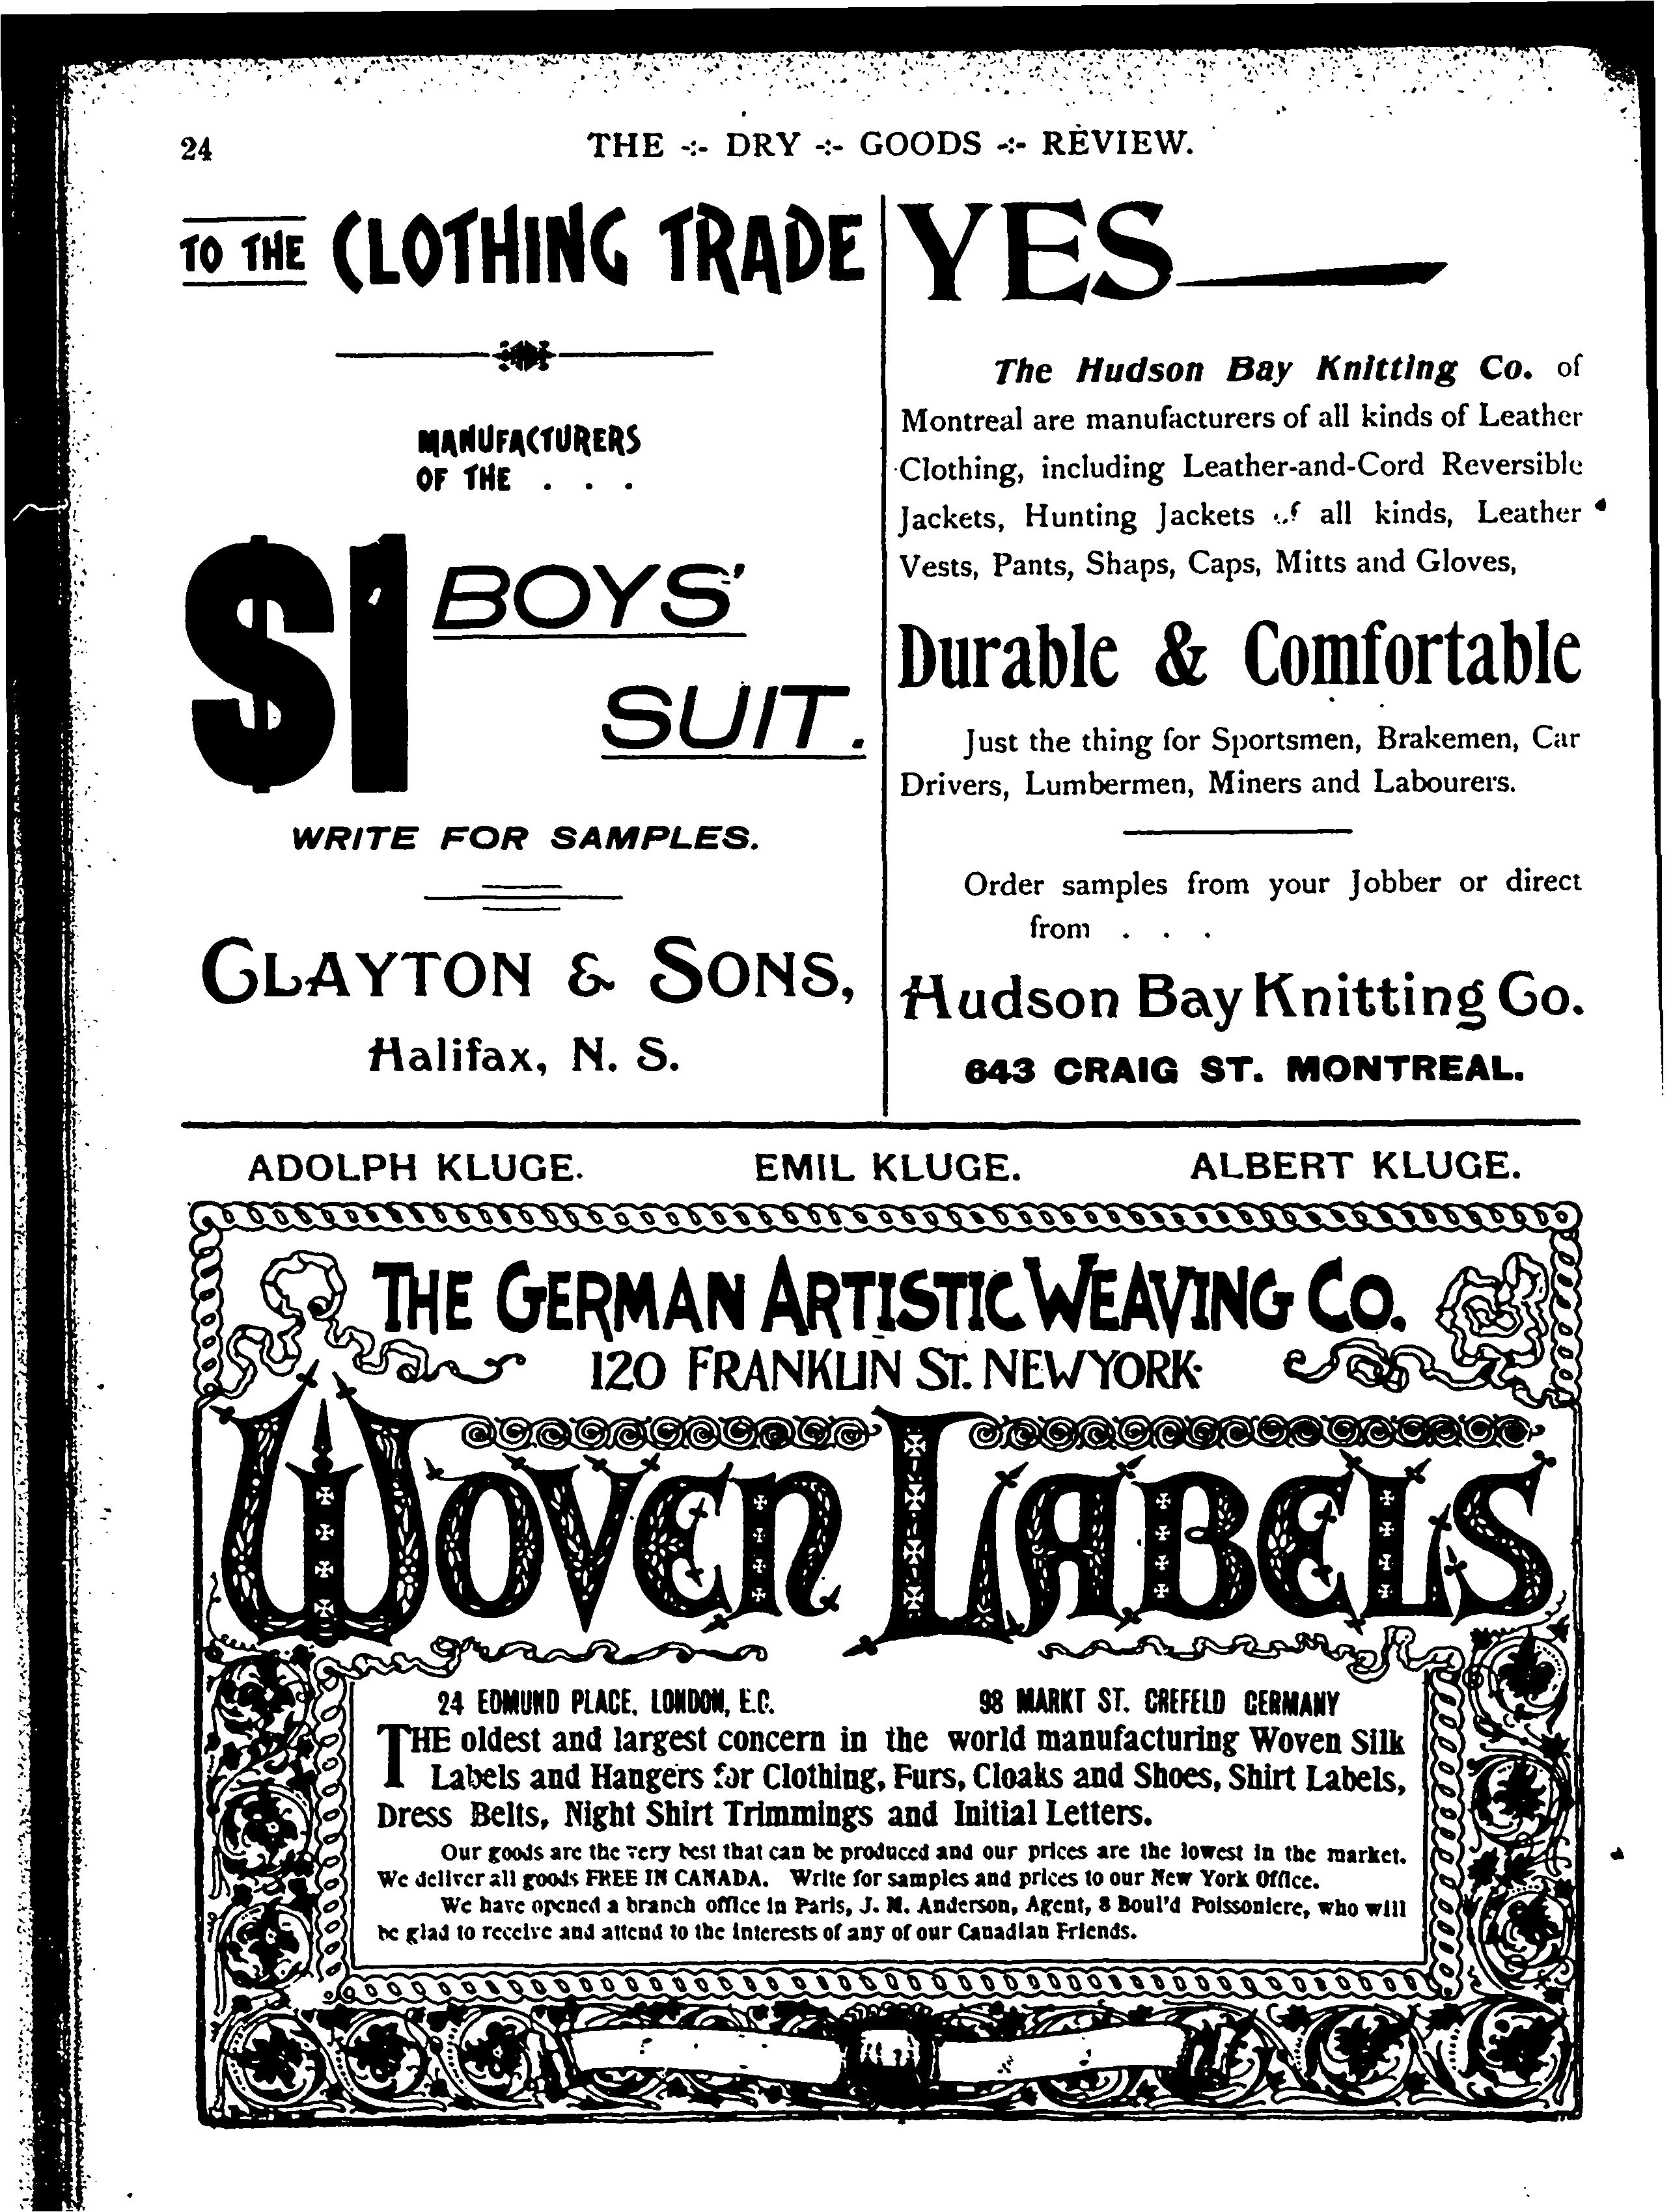 24
THE -:- DRY -:- GOODS -:- REVIEW.
TO THE CLOTHING TRADE
MANUFACTURERS
OF THE . . .
$1 BOYS'
SUIT.
WRITE FOR SAMPLES.
CLAYTON & SONS,
Halifax, N. S.
YES
The Hudson Bay Knitting Co. of
Montreal are manufacturers of all kinds of Leather
Clothing, including Leather-and-Cord Reversible
Jackets, Hunting Jackets of all kinds, Leather
Vests, Pants, Shaps, Caps, Mitts and Gloves,
Durable & Comfortable
Just the thing for Sportsmen, Brakemen, Car
Drivers, Lumbermen, Miners and Labourers.
Order samples from your Jobber or direct
from . . .
Hudson Bay Knitting Co.
643 CRAIG ST. MONTREAL.
ADOLPH KLUGE. EMIL KLUGE. ALBERT KLUGE.
THE GERMAN ARTISTIC WEAVING CO.
120 FRANKLIN ST. NEW YORK
WOVEN LABELS
24 EDMUND PLACE, LONDON, E.C. 98 MARKT ST. CREFELD GERMANY
THE oldest and largest concern in the world manufacturing Woven Silk
Labels and Hangers for Clothing, Furs, Cloaks and Shoes, Shirt Labels,
Dress Belts, Night Shirt Trimmings and Initial Letters.
Our goods are the very best that can be produced and our prices are the lowest in the market.
We deliver all goods FREE IN CANADA. Write for samples and prices to our New York Office.
We have opened a branch office in Paris, J. M. Anderson, Agent, 8 Boul'd Poissoniere, who will
be glad to receive and attend to the interests of any of our Canadian Friends.